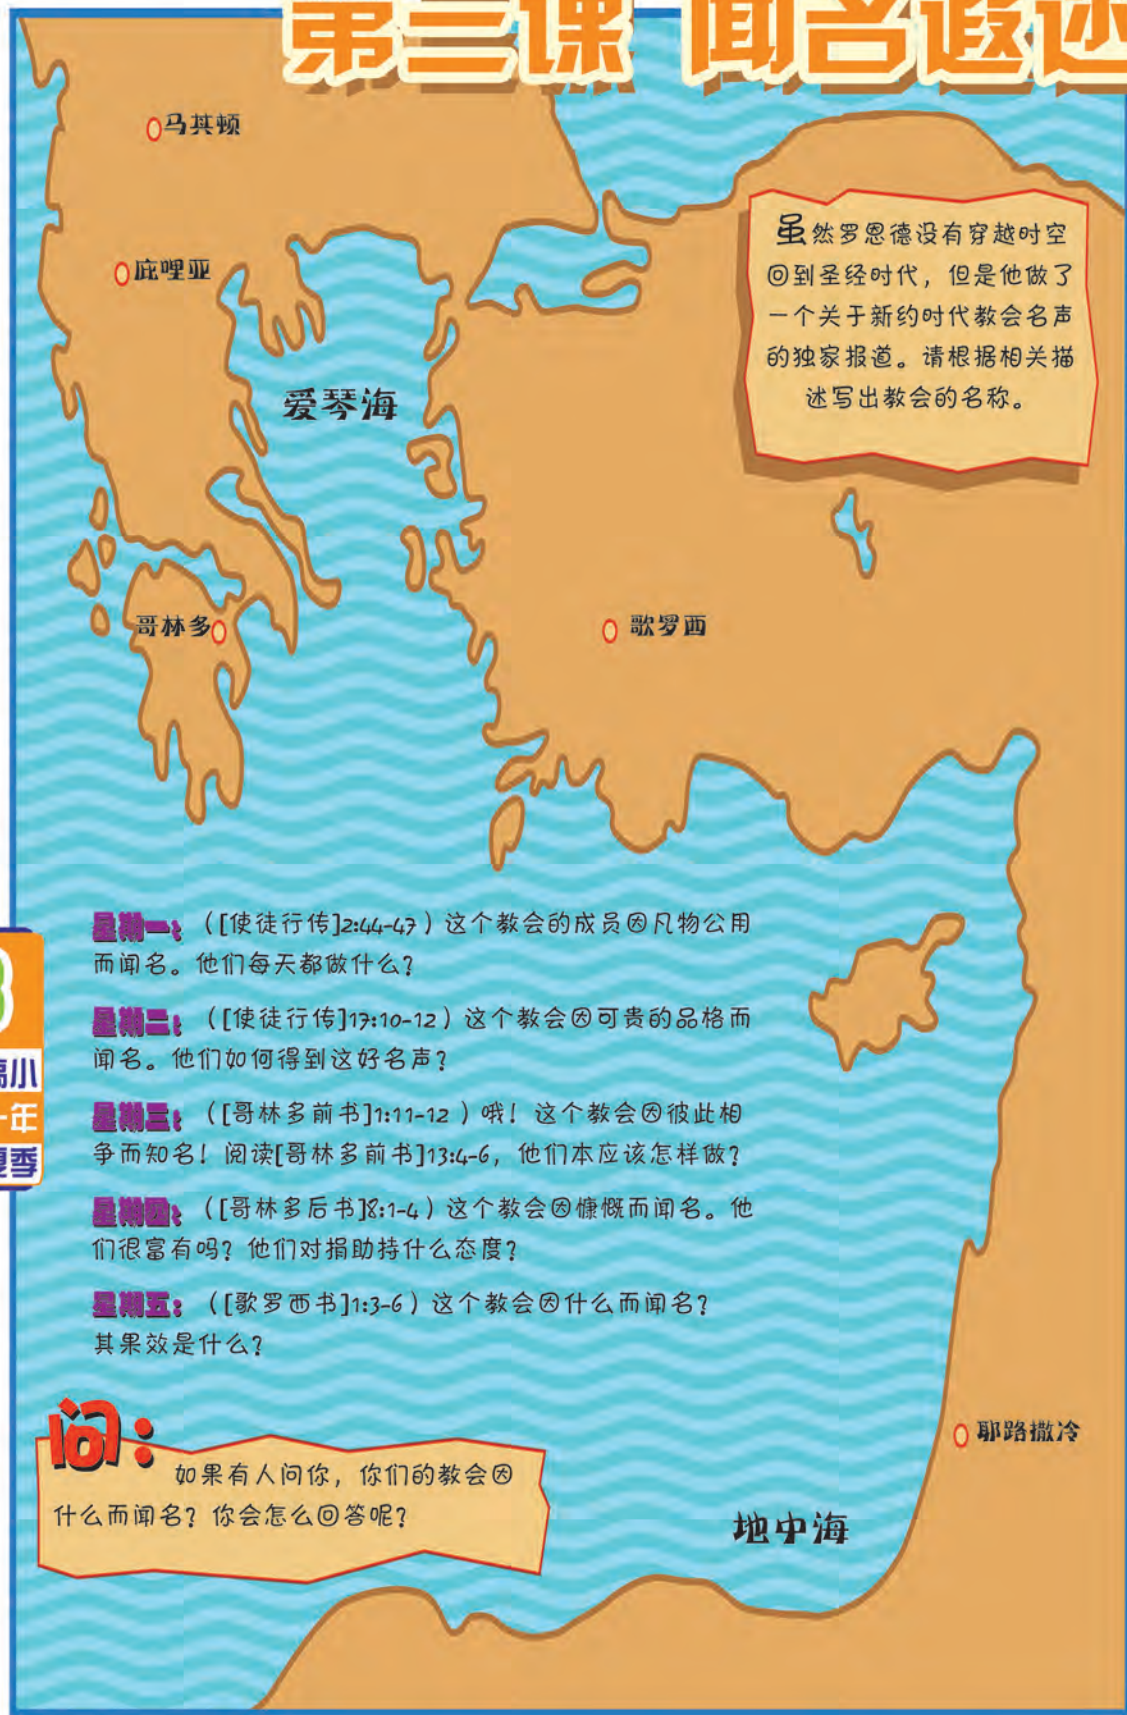 第三课 闻名遐迩
马其顿
庇哩亚
爱琴海
虽然罗恩德没有穿越时空
回到圣经时代，但是他做了
一个关于新约时代教会名声
的独家报道。请根据相关描
述写出教会的名称。
哥林多
歌罗西
星期一：（[使徒行传]2:44-47）这个教会的成员因凡物公用
而闻名。他们每天都做什么？
星期二：（[使徒行传]17:10-12）这个教会因可贵的品格而
闻名。他们如何得到这好名声？
星期三：（[哥林多前书]1:11-12）哦！这个教会因彼此相
争而知名！阅读[哥林多前书]13:4-6，他们本应该怎样做？
星期四：（[哥林多后书]8:1-4）这个教会因慷慨而闻名。他
们很富有吗？他们对捐助持什么态度？
星期五：（[歌罗西书]1:3-6）这个教会因什么而闻名？
其果效是什么？
小
年
季
问：
如果有人问你，你们的教会因
什么而闻名？你会怎么回答呢？
耶路撒冷
地中海